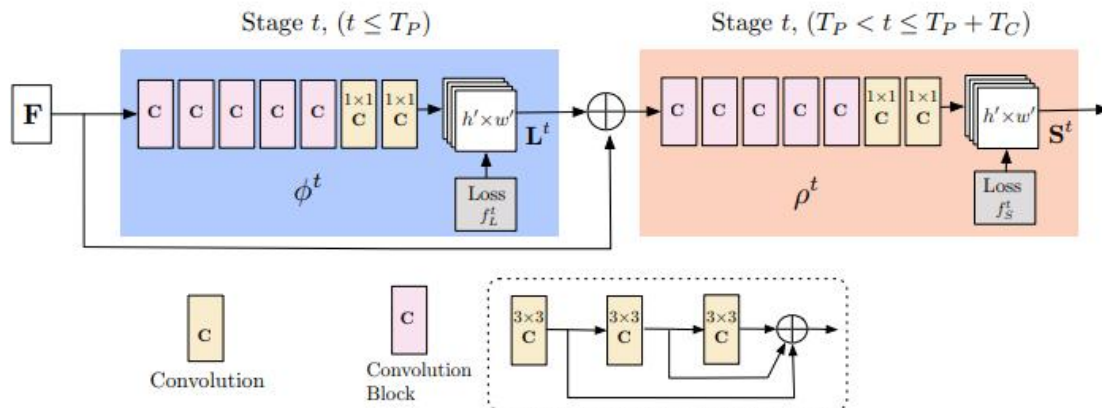 Stage t, (t ≤ T_P)
Stage t, (T_P < t ≤ T_P + T_C)
F
C C C C C 1×1 C 1×1 C
h′×w′
L^t
Loss
f_L^t
ϕ^t
C C C C C 1×1 C 1×1 C
h′×w′
S^t
Loss
f_S^t
ρ^t
C
Convolution
C
Convolution
Block
3×3 C 3×3 C 3×3 C